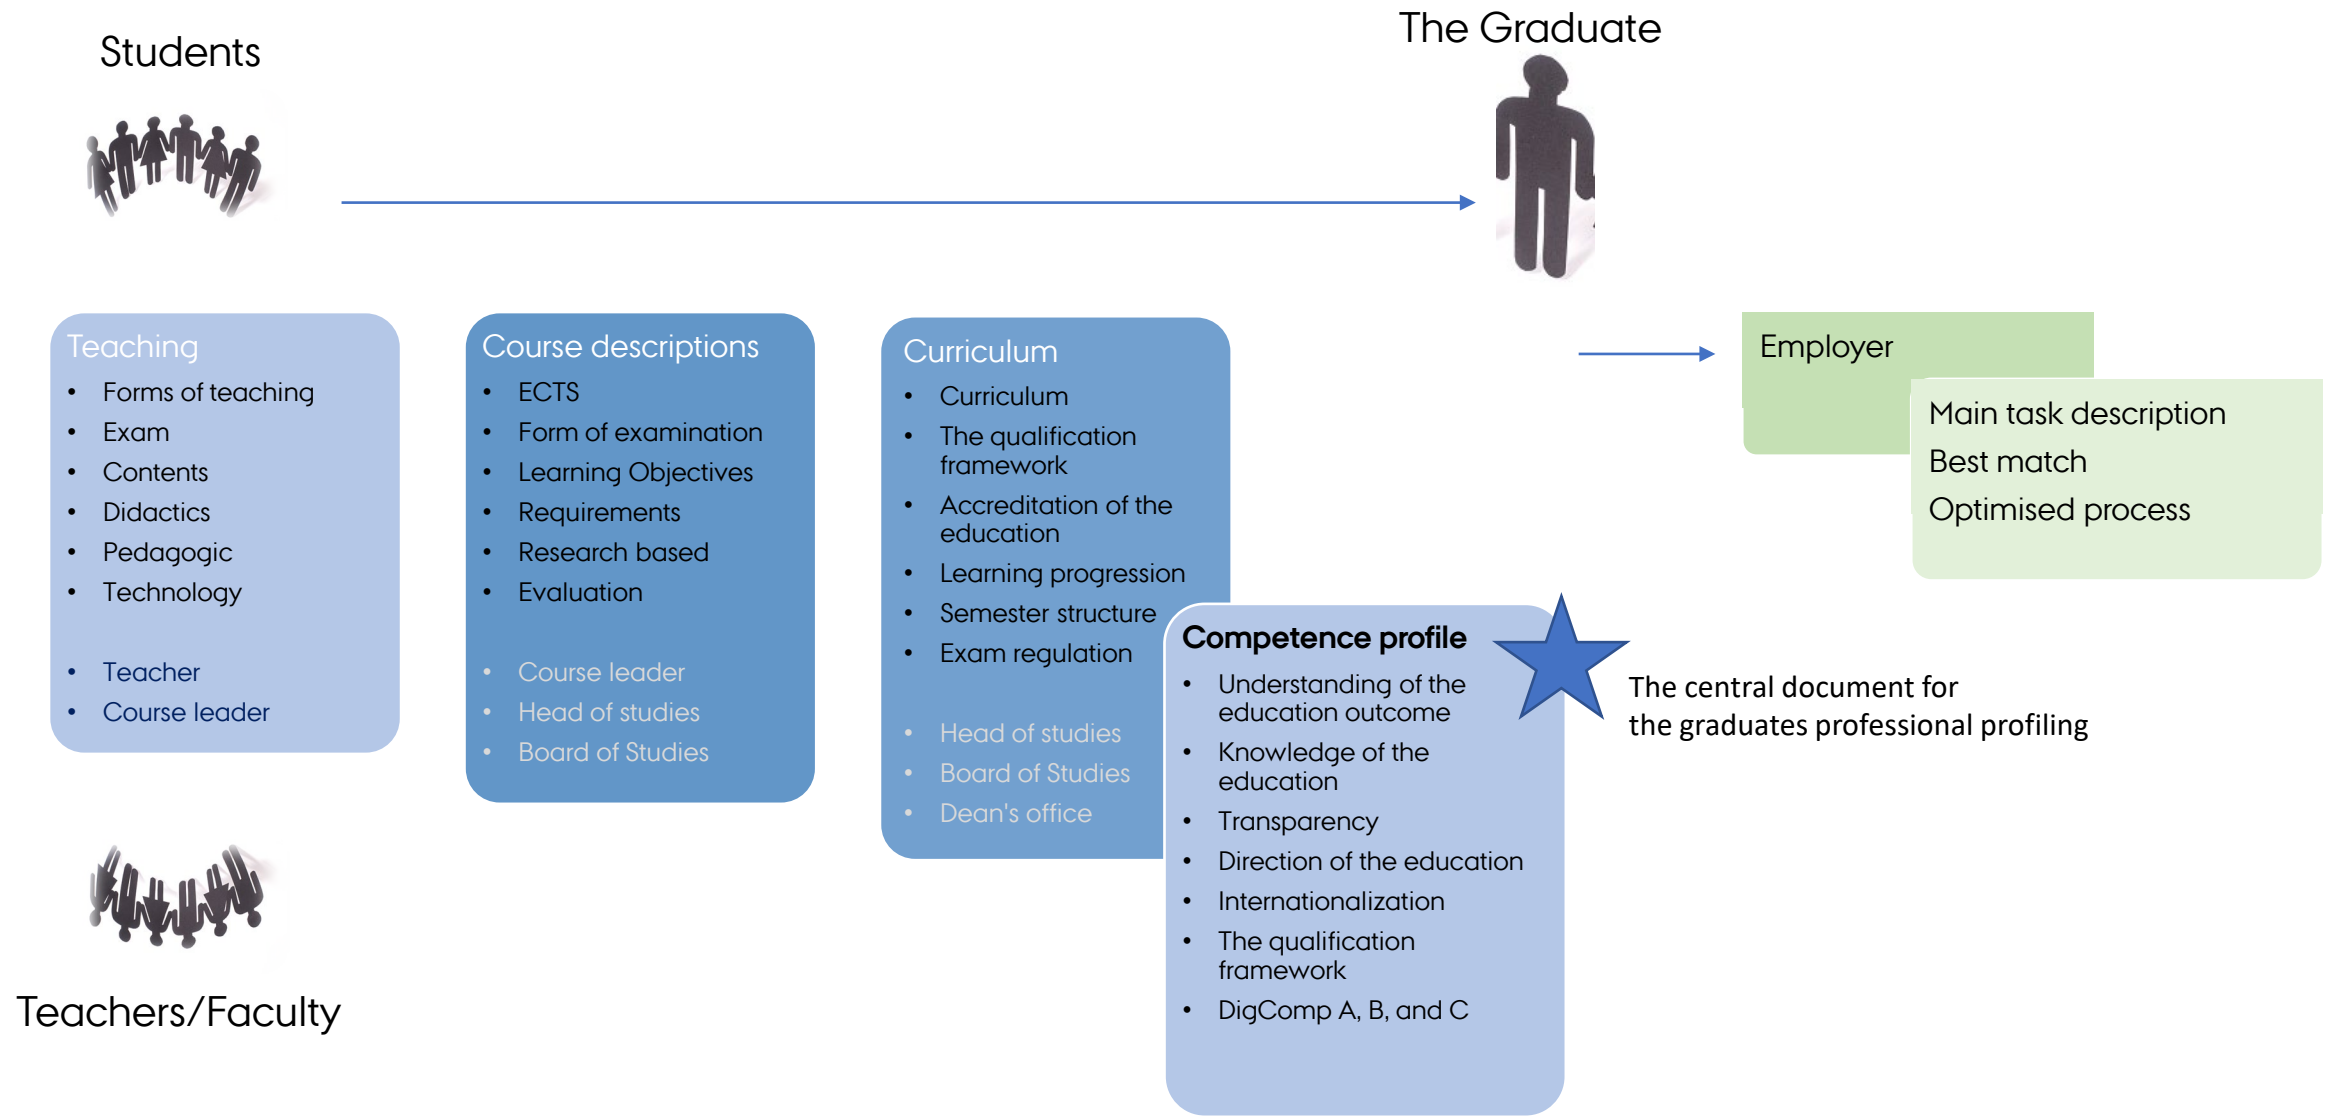 Students
The Graduate
Teaching
• Forms of teaching
• Exam
• Contents
• Didactics
• Pedagogic
• Technology
• Teacher
• Course leader
Course descriptions
• ECTS
• Form of examination
• Learning Objectives
• Requirements
• Research based
• Evaluation
• Course leader
• Head of studies
• Board of Studies
Curriculum
• Curriculum
• The qualification
framework
• Accreditation of the
education
• Learning progression
• Semester structure
• Exam regulation
• Head of studies
• Board of Studies
• Dean's office
Competence profile
• Understanding of the
education outcome
• Knowledge of the
education
• Transparency
• Direction of the education
• Internationalization
• The qualification
framework
• DigComp A, B, and C
The central document for
the graduates professional profiling
Employer
Main task description
Best match
Optimised process
Teachers/Faculty